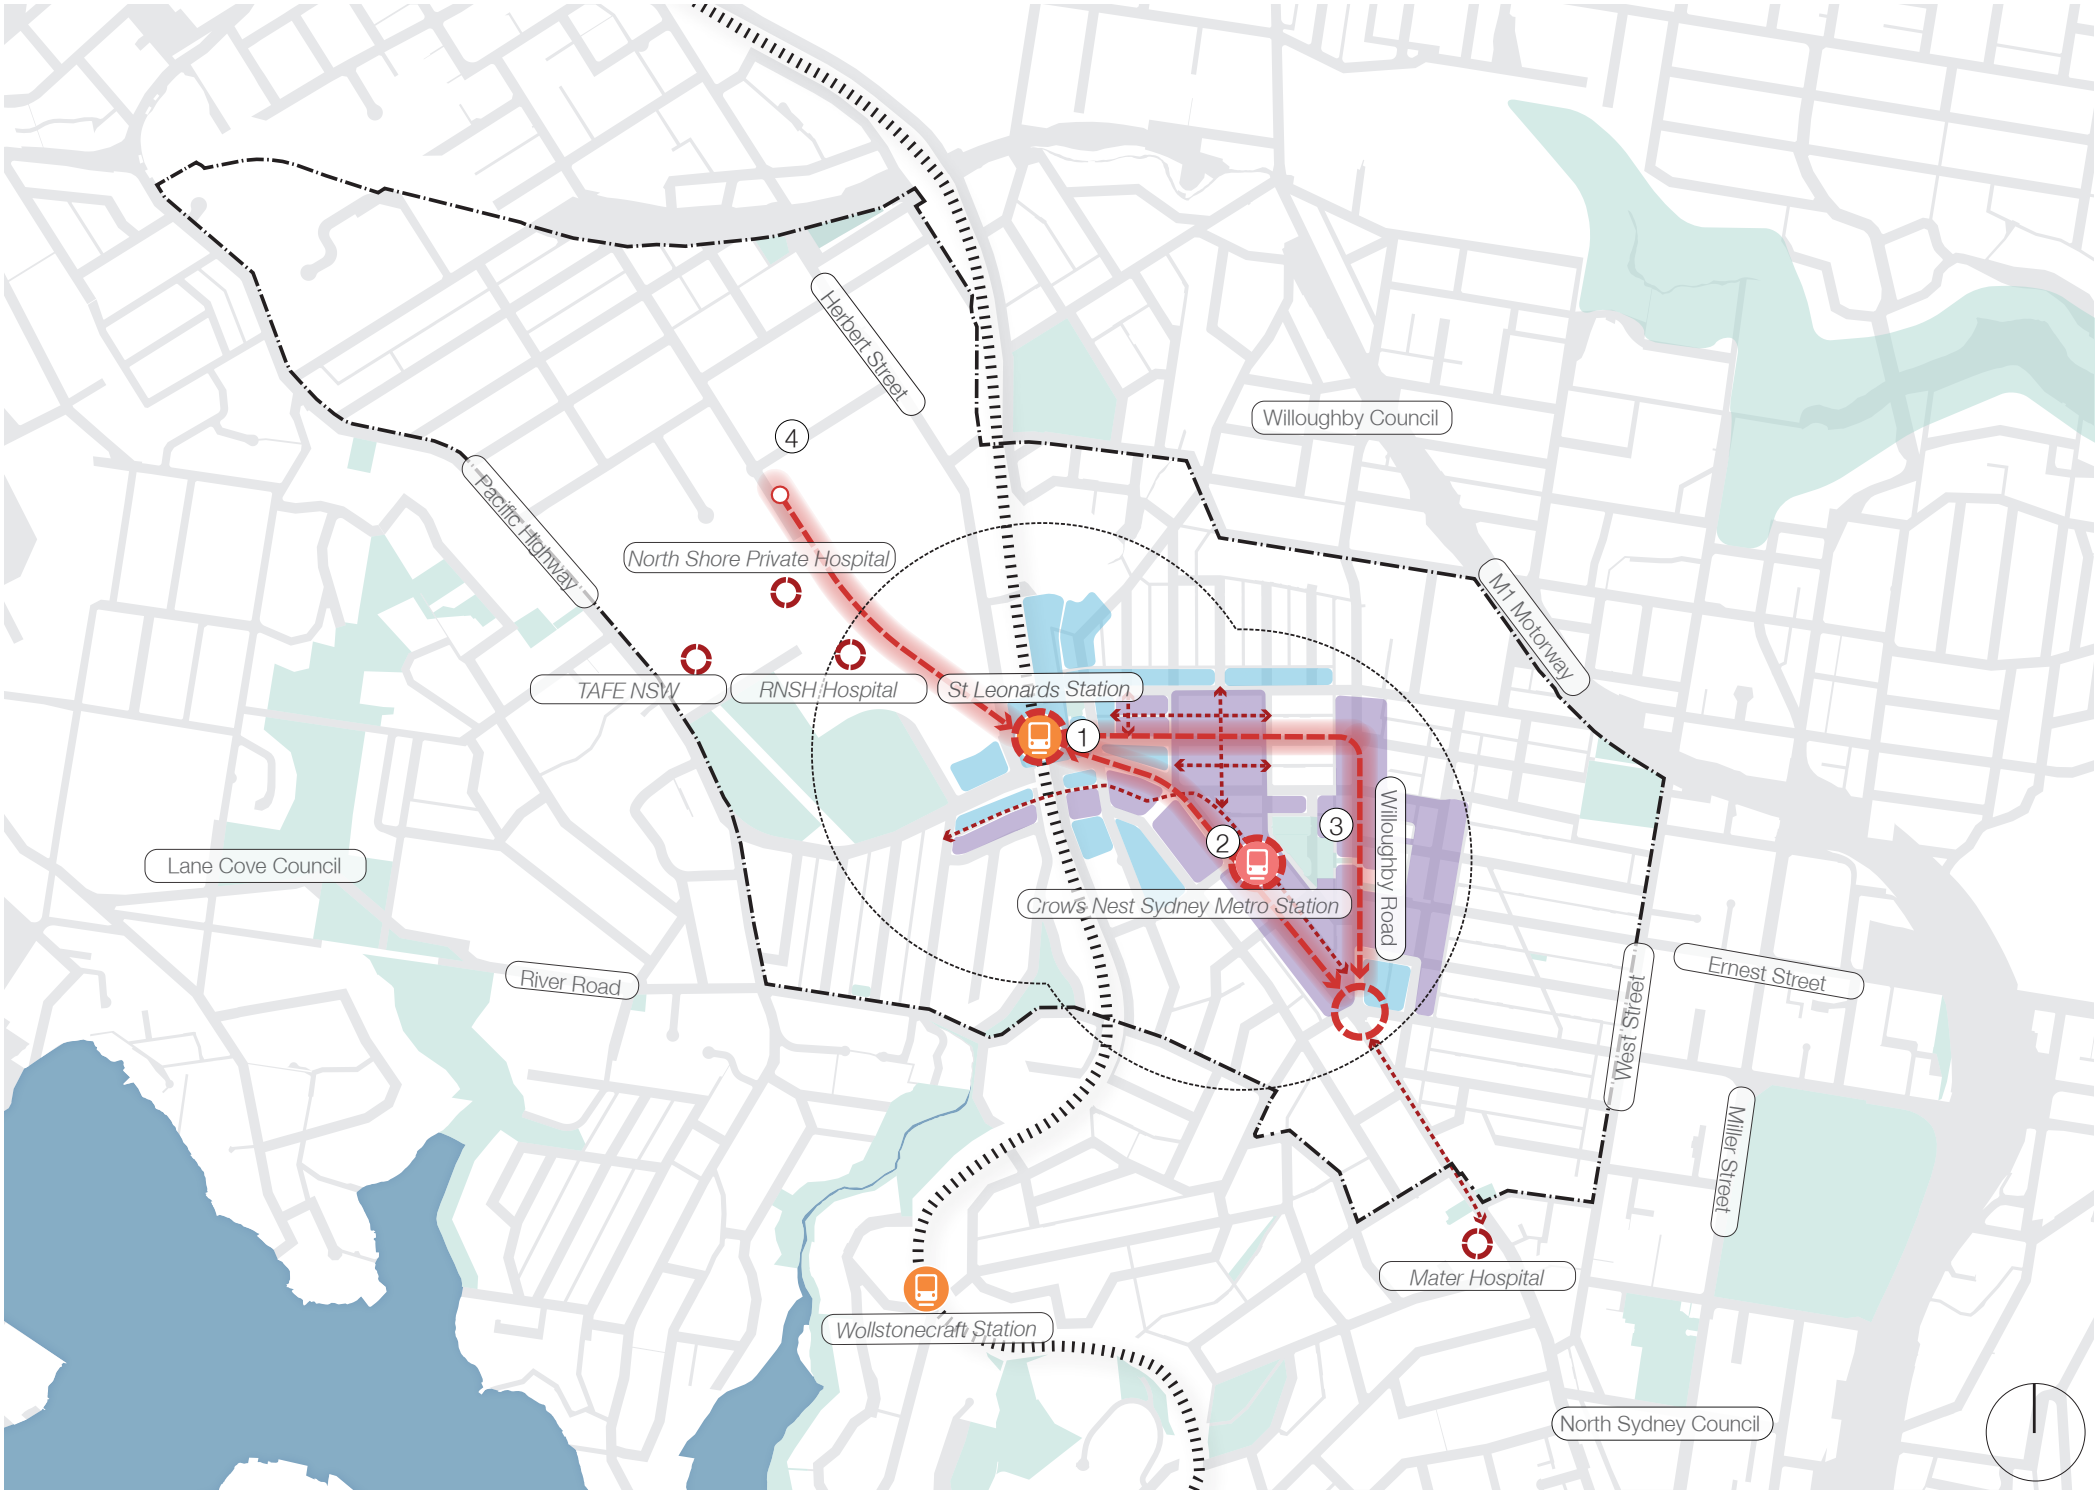 Herbert Street
Willoughby Council
4
Pacific Highway
North Shore Private Hospital
M1 Motorway
TAFE NSW
RNSH Hospital
St Leonards Station
1
2
3
Willoughby Road
Lane Cove Council
Crows Nest Sydney Metro Station
River Road
Ernest Street
West Street
Miller Street
Mater Hospital
Wollstonecraft Station
North Sydney Council